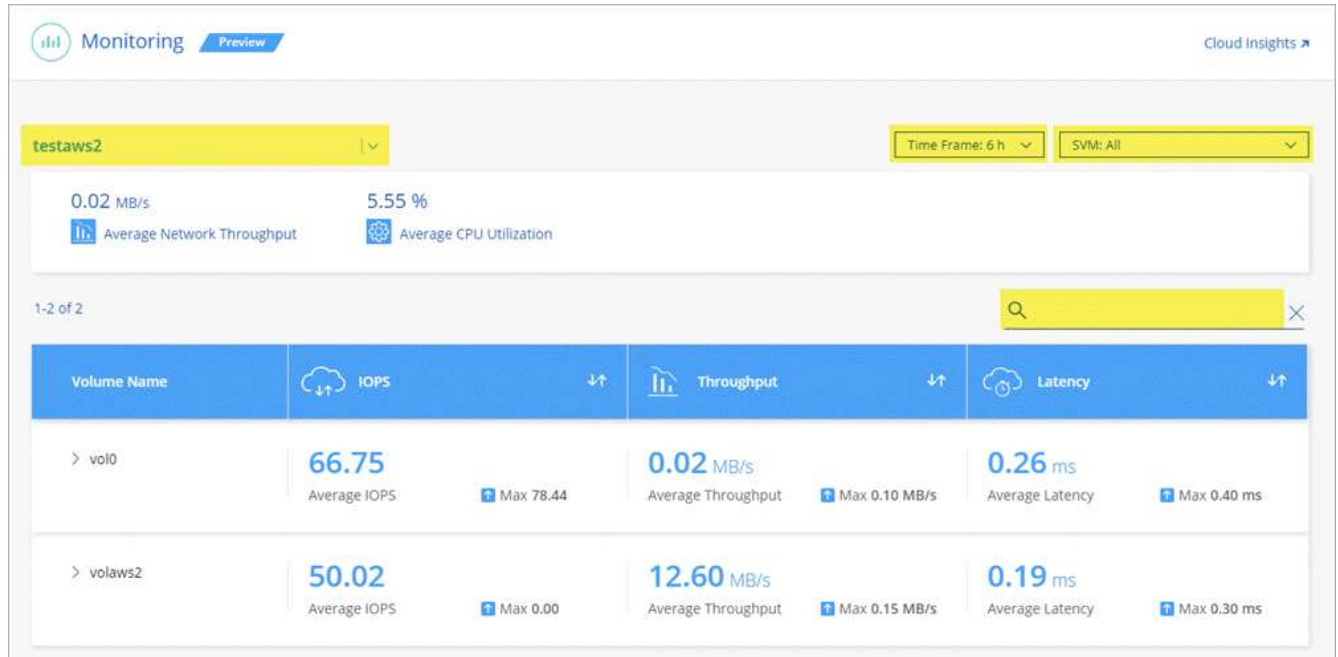 Monitoring Preview Cloud Insights
testaws2 Time Frame: 6 h SVM: All
0.02 MB/s 5.55 %
Average Network Throughput Average CPU Utilization
1-2 of 2
Volume Name IOPS Throughput Latency
vol0 66.75 0.02 MB/s 0.26 ms
Average IOPS Max 78.44 Average Throughput Max 0.10 MB/s Average Latency Max 0.40 ms
volaws2 50.02 12.60 MB/s 0.19 ms
Average IOPS Max 0.00 Average Throughput Max 0.15 MB/s Average Latency Max 0.30 ms